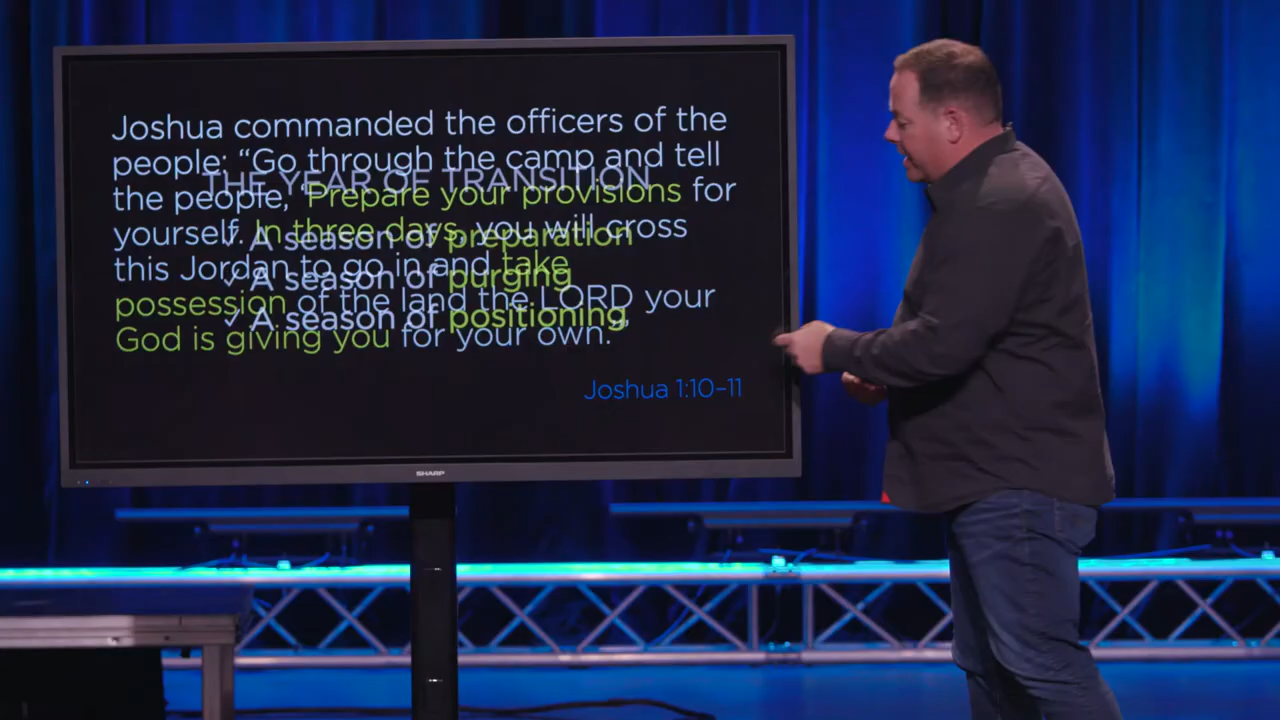 Joshua commanded the officers of the
people: “Go through the camp and tell
the people, “Prepare your provisions for
yourself. In three days, you will cross
this Jordan to go in and take
possession of the land the LORD your
God is giving you for your own.”’
Joshua 1:10–11
THE YEAR OF TRANSITION
✓ A season of preparation
✓ A season of purging
✓ A season of positioning
SHARP